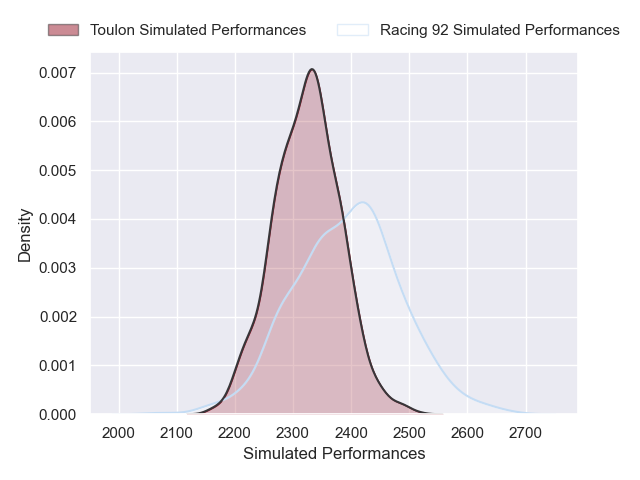 Toulon Simulated Performances
Racing 92 Simulated Performances
0.007
0.006
0.005
0.004
0.003
0.002
0.001
0.000
Density
2000 2100 2200 2300 2400 2500 2600 2700
Simulated Performances